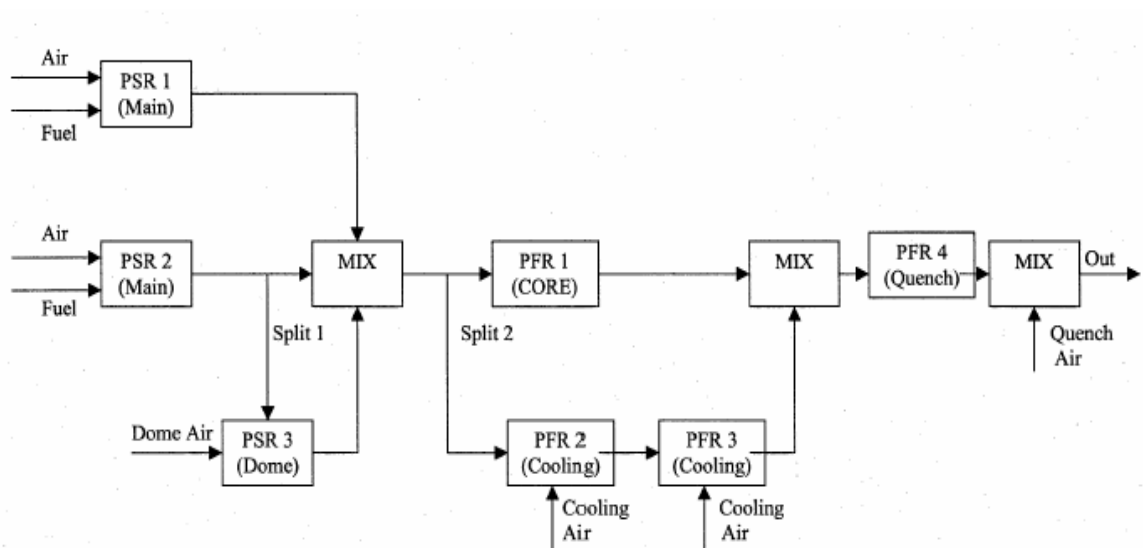 Air
PSR 1
(Main)
Fuel
Air
PSR 2
(Main)
Fuel
MIX
PFR 1
(CORE)
MIX
PFR 4
(Quench)
MIX
Out
Split 1
Split 2
Quench
Air
Dome Air
PSR 3
(Dome)
PFR 2
(Cooling)
PFR 3
(Cooling)
Cooling
Air
Cooling
Air